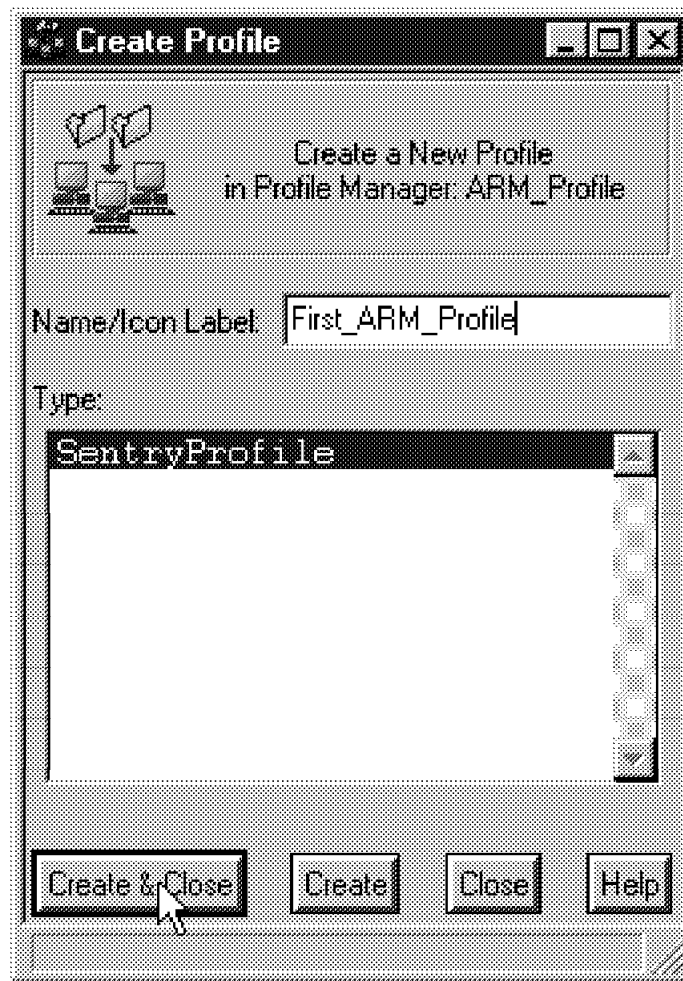 Create Profile
Create a New Profile
in Profile Manager: ARM_Profile
Name/Icon Label: First_ARM_Profile
Type:
SentryProfile
Create & Close Create Close Help